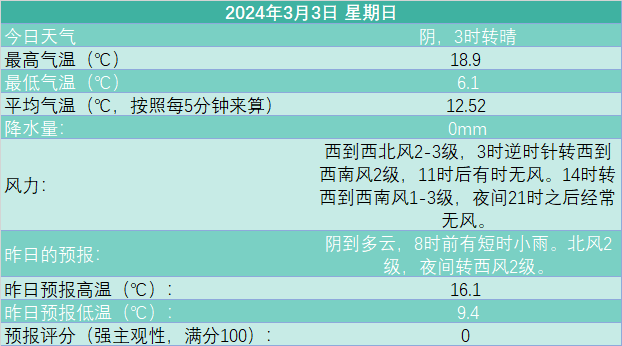 2024年3月3日 星期日
今日天气 阴，3时转晴
最高气温（℃） 18.9
最低气温（℃） 6.1
平均气温（℃，按照每5分钟来算） 12.52
降水量： 0mm
风力：
西到西北风2-3级，3时逆时针转西到
西南风2级，11时后有时无风。14时转
西到西南风1-3级，夜间21时之后经常
无风。
昨日的预报：
阴到多云，8时前有短时小雨。北风2
级，夜间转西风2级。
昨日预报高温（℃）： 16.1
昨日预报低温（℃）： 9.4
预报评分（强主观性，满分100）： 0